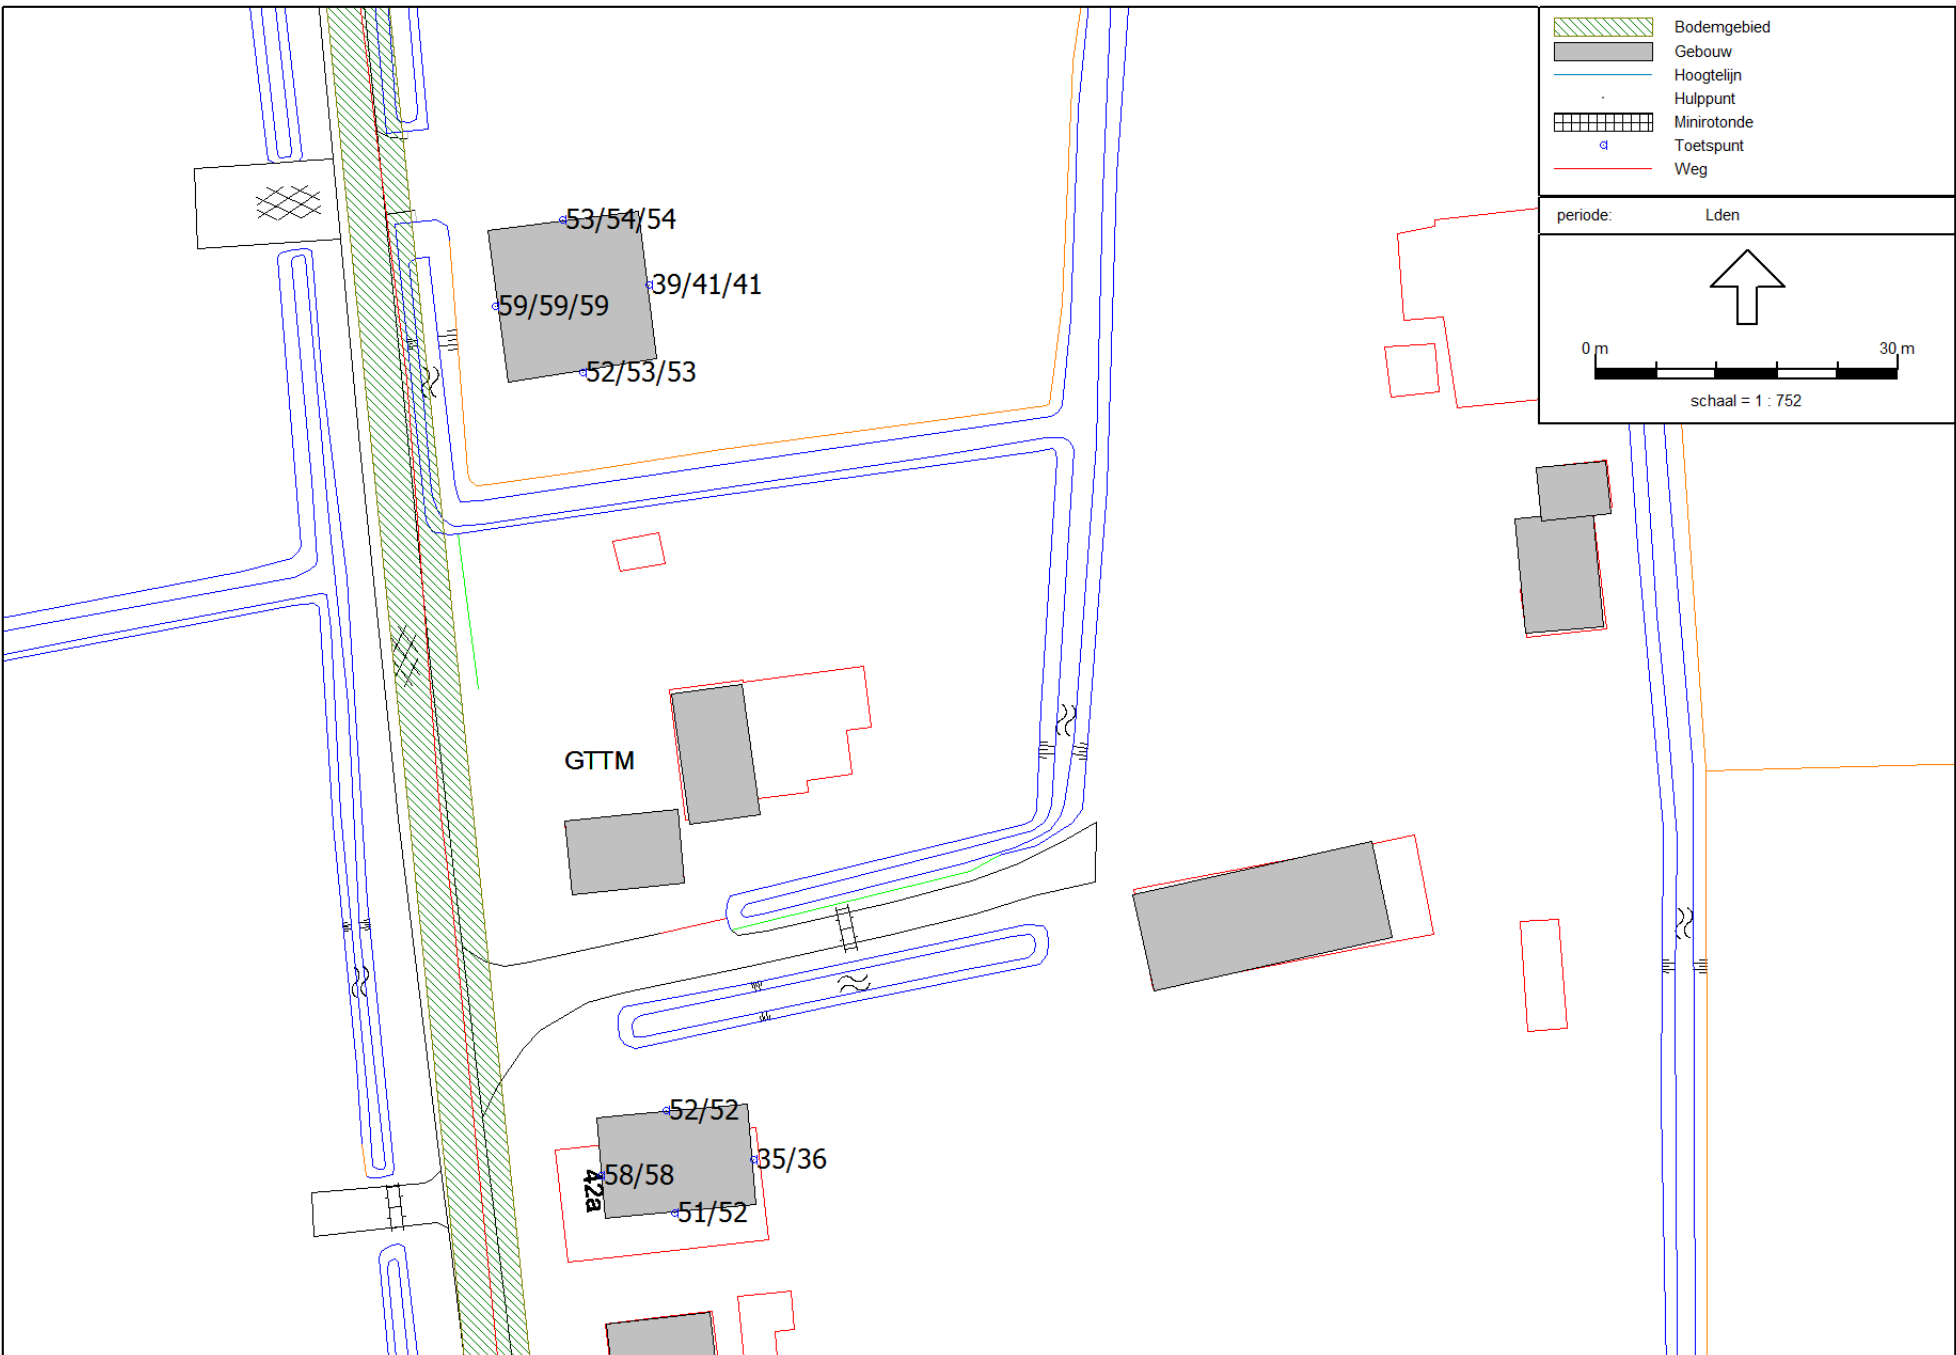 Bodemgebied
Gebouw
Hoogtelijn
Hulppunt
Minirotonde
Toetspunt
Weg
periode: Lden
0 m 30 m
schaal = 1 : 752
53/54/54
39/41/41
59/59/59
52/53/53
GTTM
52/52
35/36
58/58
42a
51/52